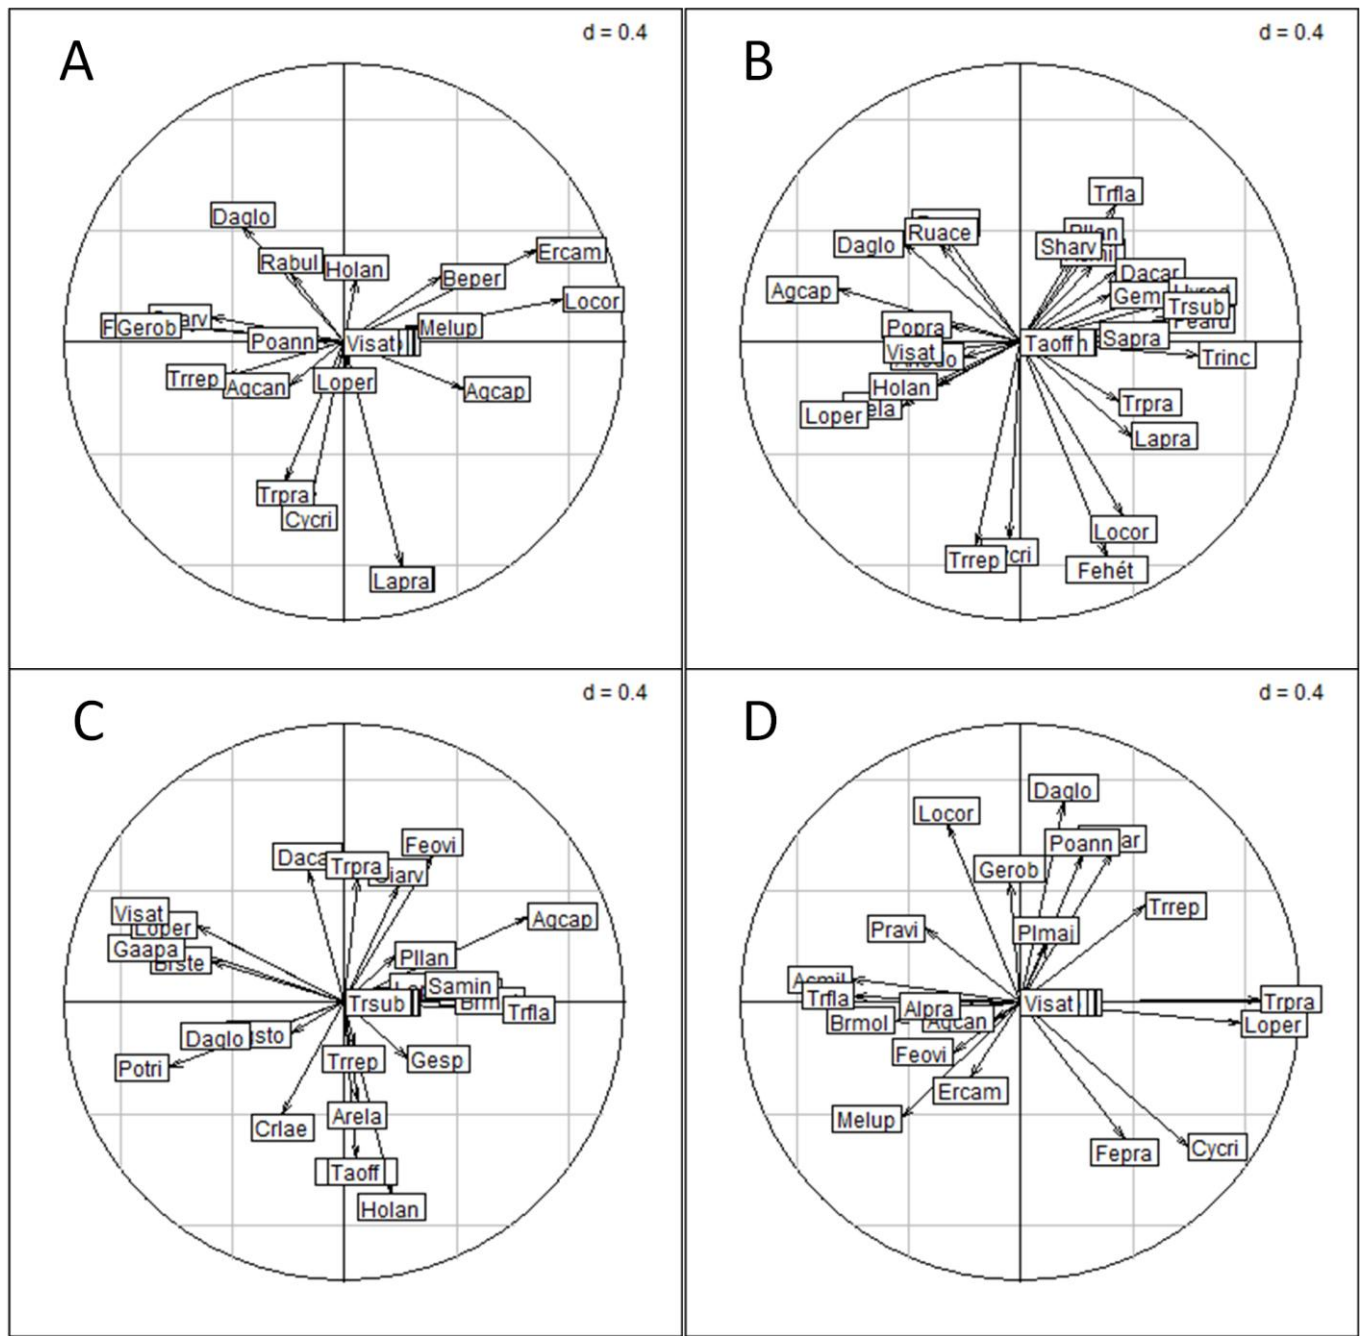 d = 0.4
A
Daglo
Rabul
Holan
Ercam
Beper
Locor
Gerob
Melup
Poann
Visat
Trrep
Agcan
Loper
Agcap
Trpra
Cycri
Lapra
d = 0.4
B
Trfla
Ruace
Daglo
Sharv
Dacar
Agcap
Trsub
Popra
Sapra
Visat
Taoff
Trinc
Holan
Loper
Trpra
Lapra
Locor
Trrep
Fehét
d = 0.4
C
Feovi
Trpra
Visat
Loper
Agcap
Gaapa
Pllan
Samin
Trsub
Trfla
Daglo
Potri
Trrep
Gesp
Crlae
Arela
Taoff
Holan
d = 0.4
D
Daglo
Locor
Poann
Gerob
Trrep
Pravi
Plmaj
Acmil
Trfla
Alpra
Visat
Trpra
Brmol
Agcan
Loper
Feovi
Ercam
Melup
Fepra
Cycri